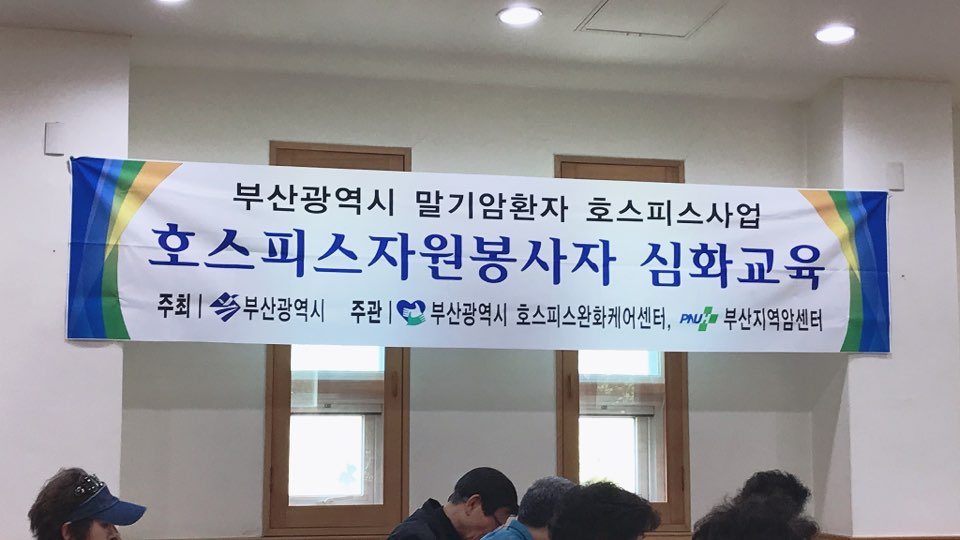 부산광역시 말기암환자 호스피스사업
호스피스자원봉사자 심화교육
주최 | 부산광역시 주관 | 부산광역시 호스피스완화케어센터, PNUH 부산지역암센터